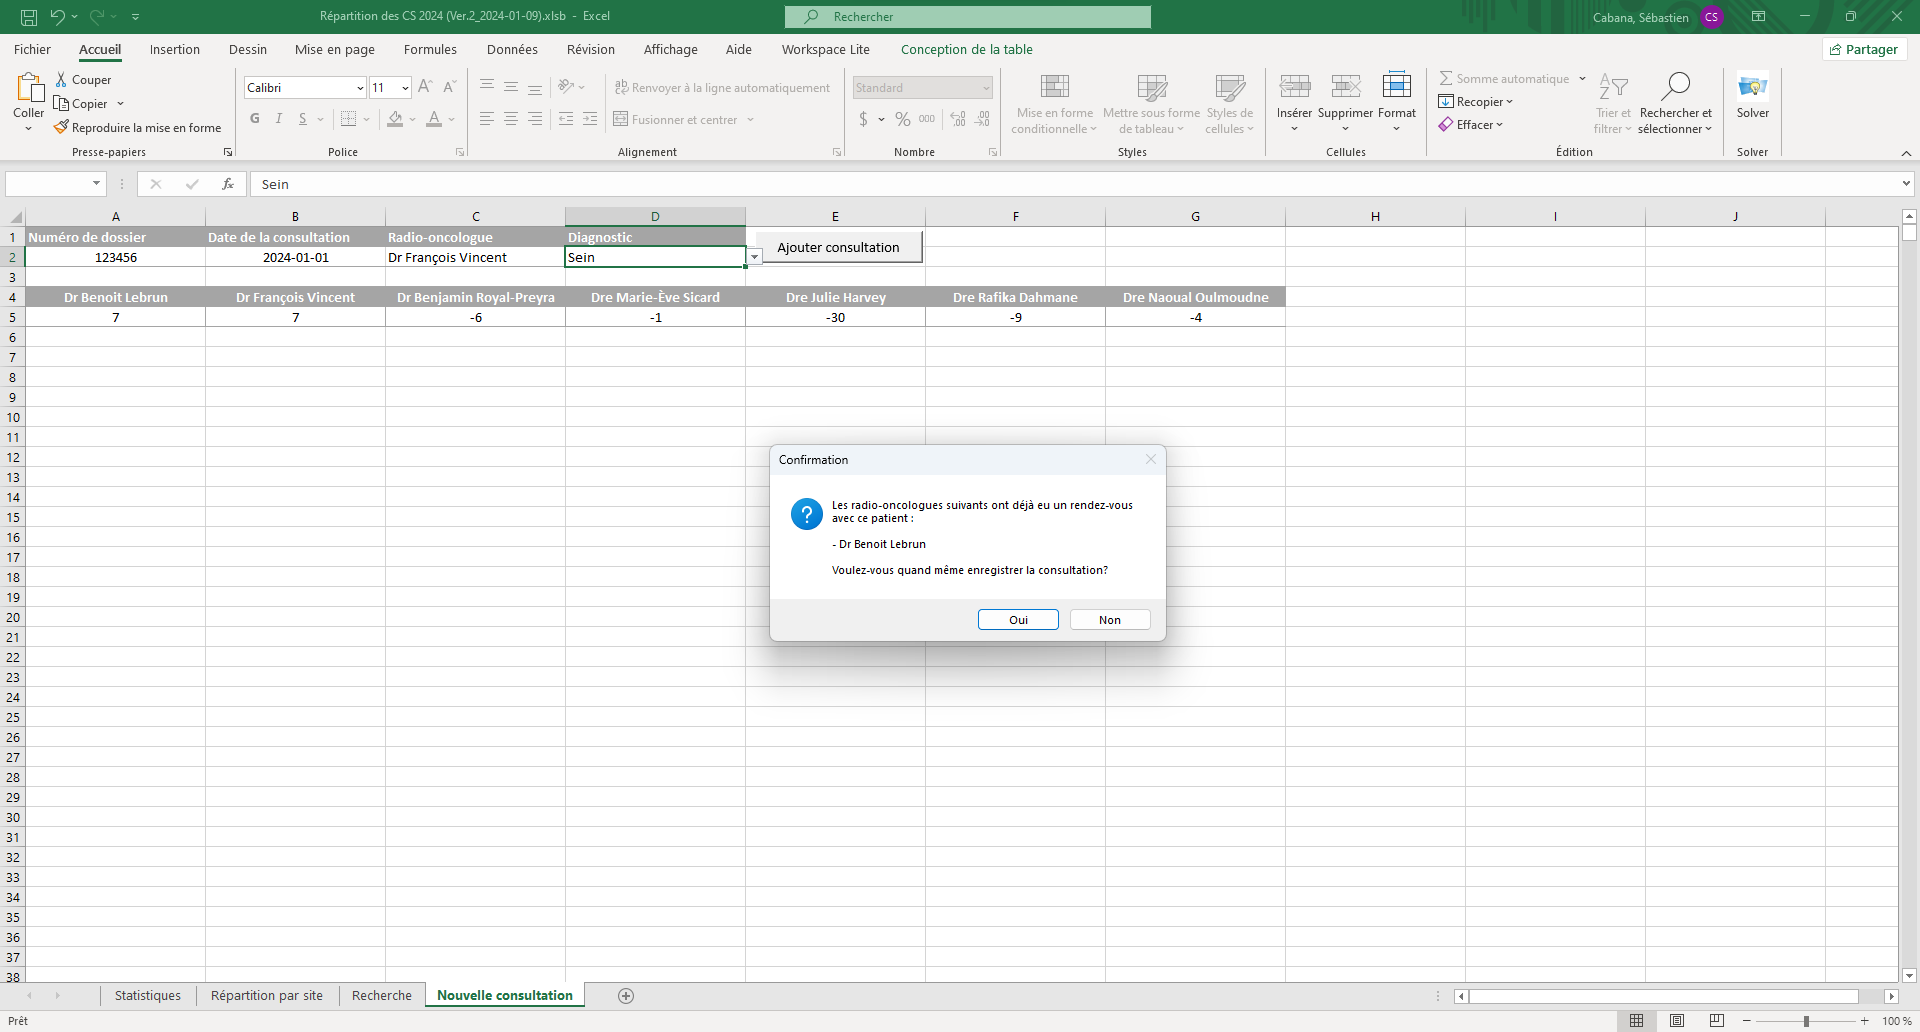 Répartition des CS 2024 (Ver.2_2024-01-09).xlsb - Excel
Rechercher
Cabana, Sébastien
CS
Fichier Accueil Insertion Dessin Mise en page Formules Données Révision Affichage Aide Workspace Lite Conception de la table
Partager
Coller
Couper
Copier
Reproduire la mise en forme
Presse-papiers
Calibri 11
G I S
Police
Renvoyer à la ligne automatiquement
Fusionner et centrer
Alignement
Standard
$ % 000
Nombre
Mise en forme conditionnelle
Mettre sous forme de tableau
Styles de cellules
Styles
Insérer Supprimer Format
Cellules
Somme automatique
Recopier
Effacer
Trier et filtrer
Rechercher et sélectionner
Édition
Solver
Solver
fx Sein
A B C D E F G H I J
1 Numéro de dossier Date de la consultation Radio-oncologue Diagnostic
2 123456 2024-01-01 Dr François Vincent Sein
Ajouter consultation
3
4 Dr Benoit Lebrun Dr François Vincent Dr Benjamin Royal-Preyra Dre Marie-Ève Sicard Dre Julie Harvey Dre Rafika Dahmane Dre Naoual Oulmoudne
5 7 7 -6 -1 -30 -9 -4
6
7
8
9
10
11
12
13
14
15
16
17
18
19
20
21
22
23
24
25
26
27
28
29
30
31
32
33
34
35
36
37
38
Confirmation
Les radio-oncologues suivants ont déjà eu un rendez-vous
avec ce patient :
- Dr Benoit Lebrun
Voulez-vous quand même enregistrer la consultation?
Oui Non
Statistiques Répartition par site Recherche Nouvelle consultation
Prêt
100 %